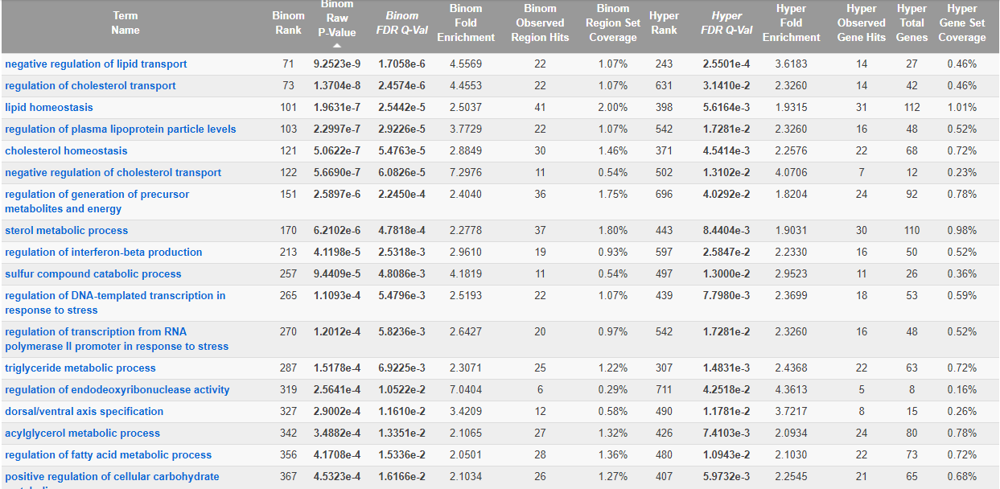 Term Name Binom Rank Binom Raw P-Value Binom FDR Q-Val Binom Fold Enrichment Binom Observed Region Hits Binom Region Set Coverage Hyper Rank Hyper FDR Q-Val Hyper Fold Enrichment Hyper Observed Gene Hits Hyper Total Genes Hyper Gene Set Coverage
negative regulation of lipid transport 71 9.2523e-9 1.7058e-6 4.5569 22 1.07% 243 2.5501e-4 3.6183 14 27 0.46%
regulation of cholesterol transport 73 1.3704e-8 2.4574e-6 4.4553 22 1.07% 631 3.1410e-2 2.3260 14 42 0.46%
lipid homeostasis 101 1.9631e-7 2.5442e-5 2.5037 41 2.00% 398 5.6164e-3 1.9315 31 112 1.01%
regulation of plasma lipoprotein particle levels 103 2.2997e-7 2.9226e-5 3.7729 22 1.07% 542 1.7281e-2 2.3260 16 48 0.52%
cholesterol homeostasis 121 5.0622e-7 5.4763e-5 2.8849 30 1.46% 371 4.5414e-3 2.2576 22 68 0.72%
negative regulation of cholesterol transport 122 5.6690e-7 6.0826e-5 7.2976 11 0.54% 502 1.3102e-2 4.0706 7 12 0.23%
regulation of generation of precursor 151 2.5897e-6 2.2450e-4 2.4040 36 1.75% 696 4.0292e-2 1.8204 24 92 0.78%
metabolites and energy
sterol metabolic process 170 6.2102e-6 4.7818e-4 2.2778 37 1.80% 443 8.4404e-3 1.9031 30 110 0.98%
regulation of interferon-beta production 213 4.1198e-5 2.5318e-3 2.9610 19 0.93% 597 2.5847e-2 2.2330 16 50 0.52%
sulfur compound catabolic process 257 9.4409e-5 4.8086e-3 4.1819 11 0.54% 497 1.3000e-2 2.9523 11 26 0.36%
regulation of DNA-templated transcription in 265 1.1093e-4 5.4796e-3 2.5193 22 1.07% 439 7.7980e-3 2.3699 18 53 0.59%
response to stress
regulation of transcription from RNA 270 1.2012e-4 5.8236e-3 2.6427 20 0.97% 542 1.7281e-2 2.3260 16 48 0.52%
polymerase II promoter in response to stress
triglyceride metabolic process 287 1.5178e-4 6.9225e-3 2.3071 25 1.22% 307 1.4831e-3 2.4368 22 63 0.72%
regulation of endodeoxyribonuclease activity 319 2.5641e-4 1.0522e-2 7.0404 6 0.29% 711 4.2518e-2 4.3613 5 8 0.16%
dorsal/ventral axis specification 327 2.9002e-4 1.1610e-2 3.4209 12 0.58% 490 1.1781e-2 3.7217 8 15 0.26%
acylglycerol metabolic process 342 3.4882e-4 1.3351e-2 2.1065 27 1.32% 426 7.4103e-3 2.0934 24 80 0.78%
regulation of fatty acid metabolic process 356 4.1708e-4 1.5336e-2 2.0501 28 1.36% 480 1.0943e-2 2.1030 22 73 0.72%
positive regulation of cellular carbohydrate 367 4.5323e-4 1.6166e-2 2.1034 26 1.27% 407 5.9732e-3 2.2545 21 65 0.68%